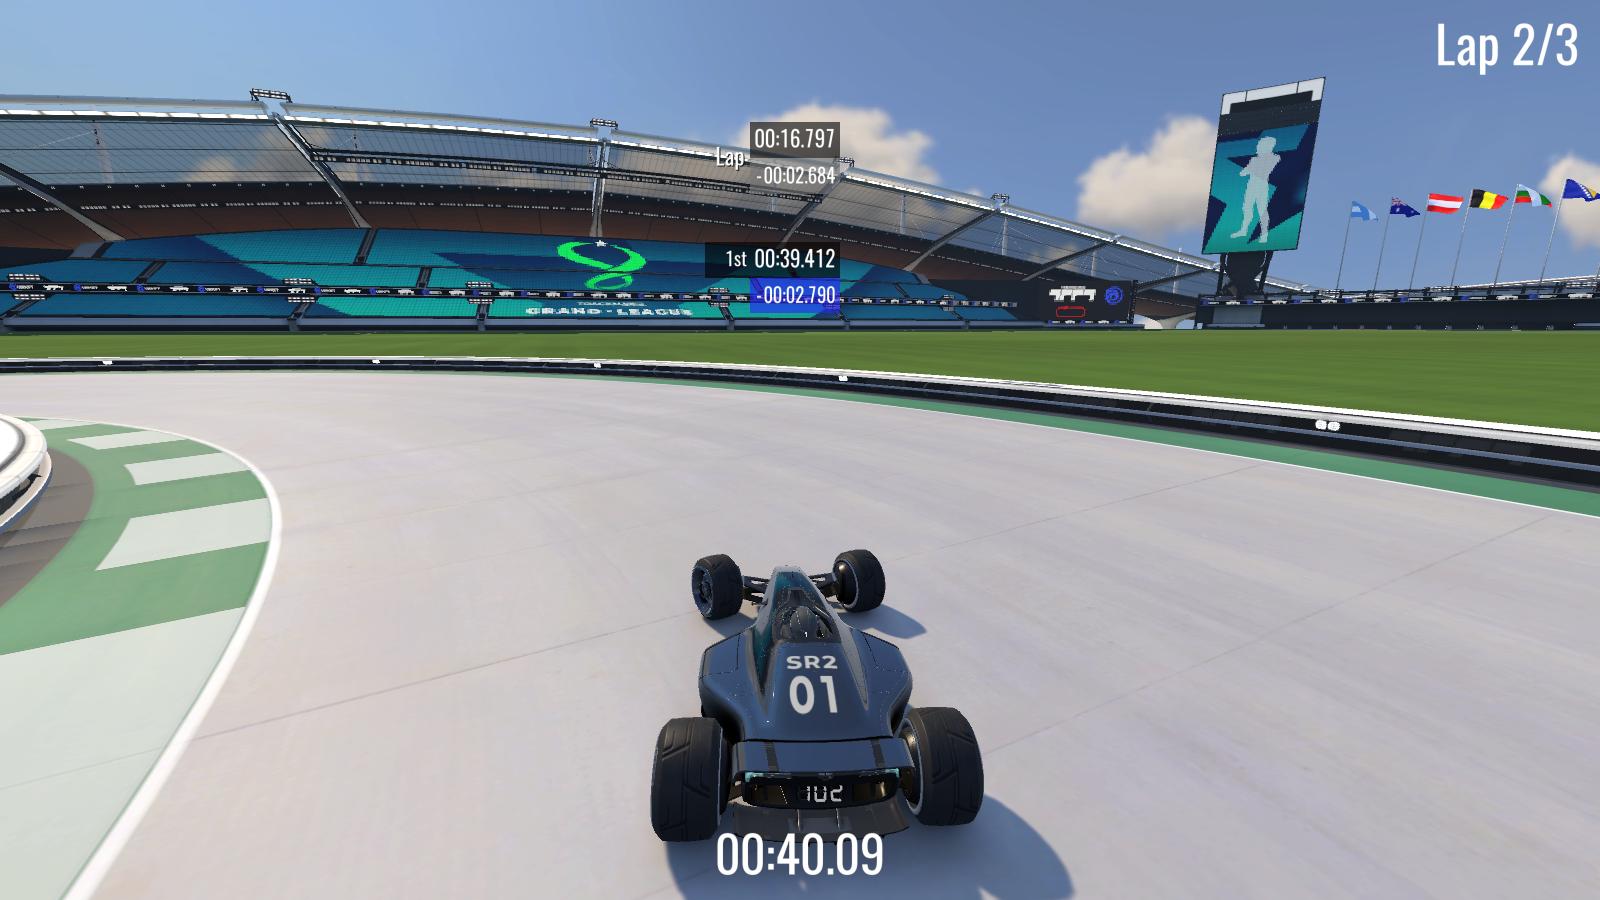 Lap 2/3
00:16.797
Lap
-00:02.684
1st 00:39.412
-00:02.790
GRAND LEAGUE
SR2
01
102
00:40.09